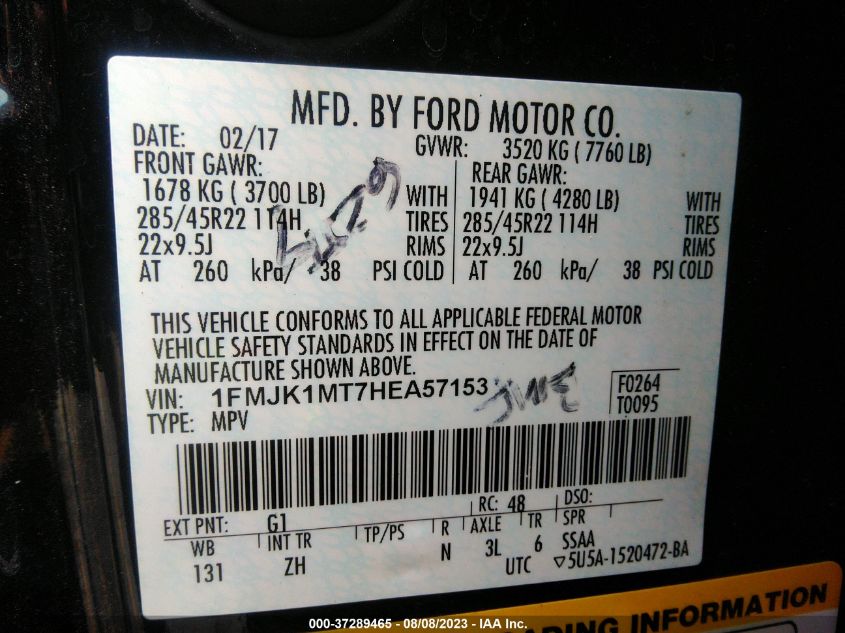 MFD. BY FORD MOTOR CO.
DATE: 02/17 GVWR: 3520 KG ( 7760 LB)
FRONT GAWR: REAR GAWR:
1678 KG ( 3700 LB) WITH 1941 KG ( 4280 LB) WITH
285/45R22 114H TIRES 285/45R22 114H TIRES
22x9.5J RIMS 22x9.5J RIMS
AT 260 kPa/ 38 PSI COLD AT 260 kPa/ 38 PSI COLD
THIS VEHICLE CONFORMS TO ALL APPLICABLE FEDERAL MOTOR
VEHICLE SAFETY STANDARDS IN EFFECT ON THE DATE OF
MANUFACTURE SHOWN ABOVE.
VIN: 1FMJK1MT7HEA57153 F0264
TYPE: MPV T0095
RC: 48 DSO:
EXT PNT: G1
WB INT TR TP/PS R AXLE TR SPR
131 ZH N 3L 6 SSAA
UTC ▽5U5A-1520472-BA
LOADING INFORMATION
000-37289465 - 08/08/2023 - IAA Inc.